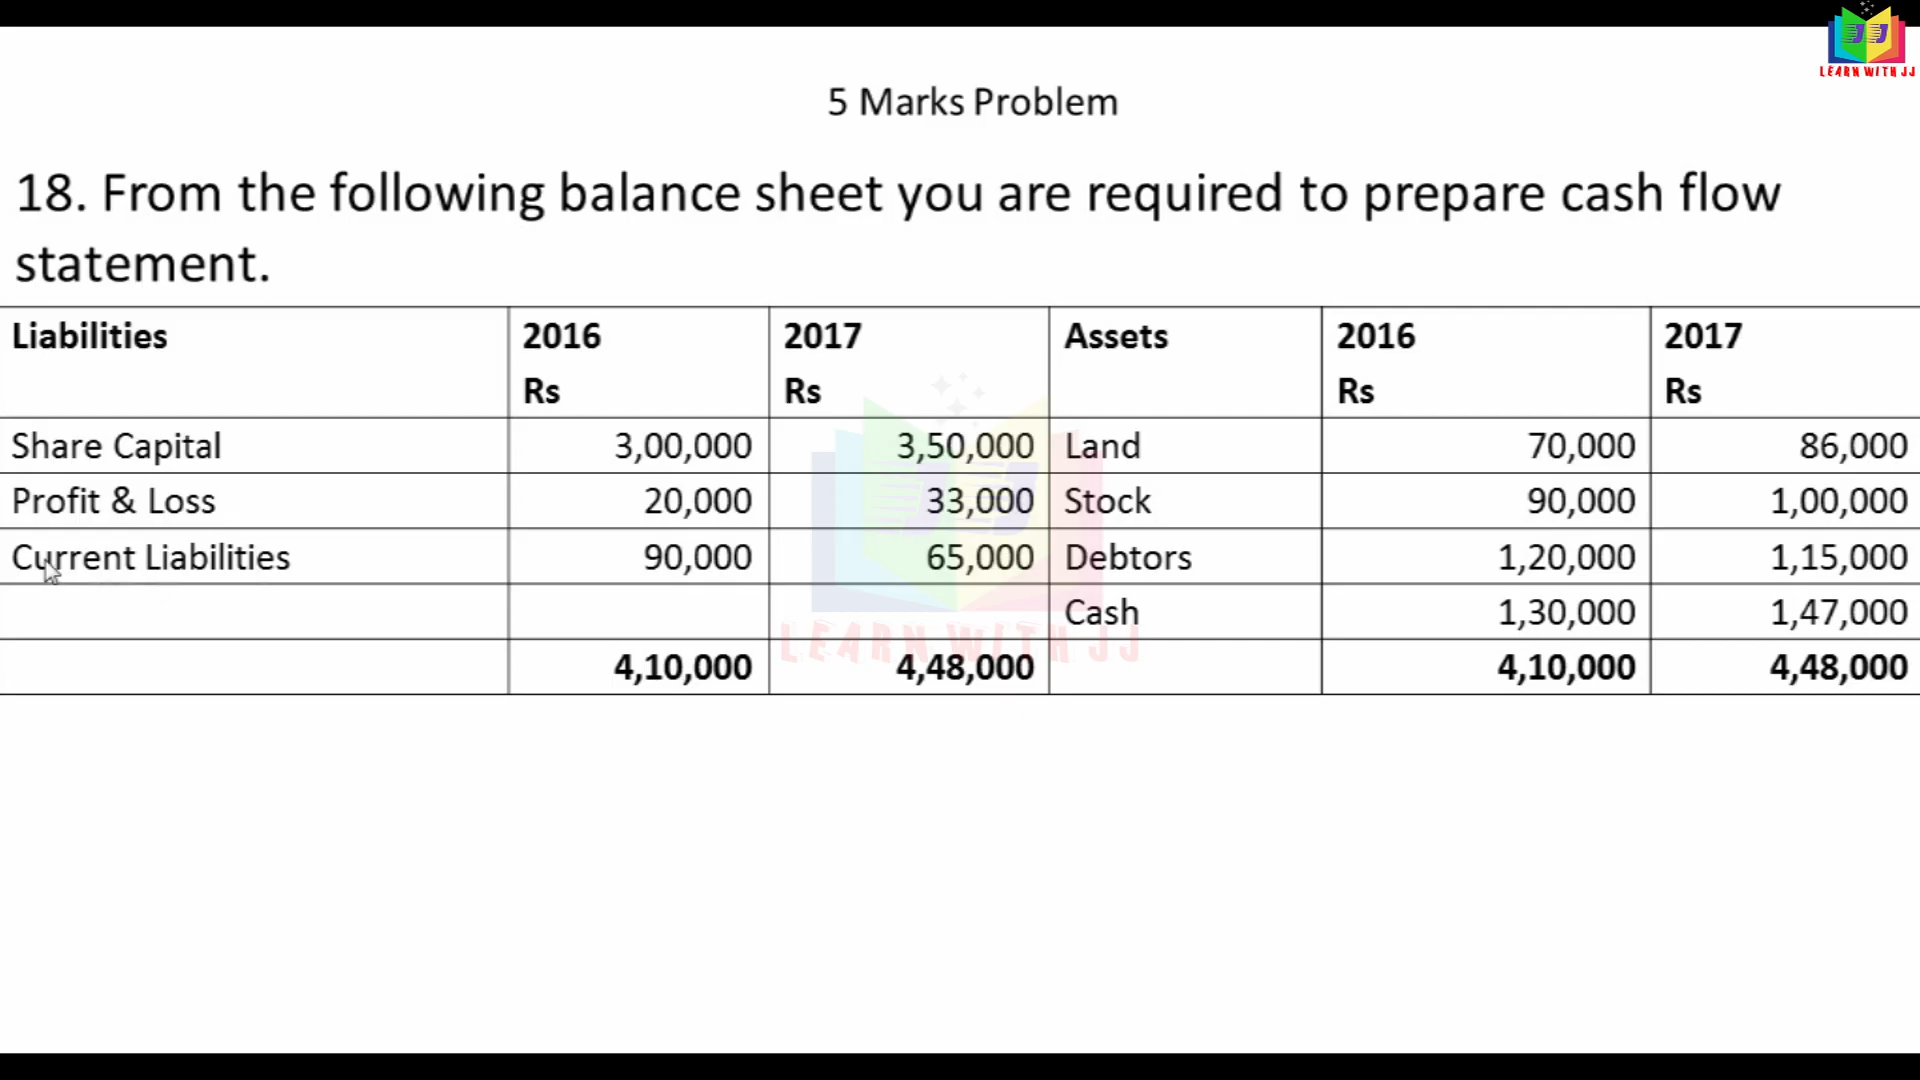 LEARN WITH JJ
5 Marks Problem
18. From the following balance sheet you are required to prepare cash flow
statement.
Liabilities 2016 2017 Assets 2016 2017
Rs Rs Rs Rs
Share Capital 3,00,000 3,50,000 Land 70,000 86,000
Profit & Loss 20,000 33,000 Stock 90,000 1,00,000
Current Liabilities 90,000 65,000 Debtors 1,20,000 1,15,000
Cash 1,30,000 1,47,000
LEARN WITH JJ
4,10,000 4,48,000 4,10,000 4,48,000